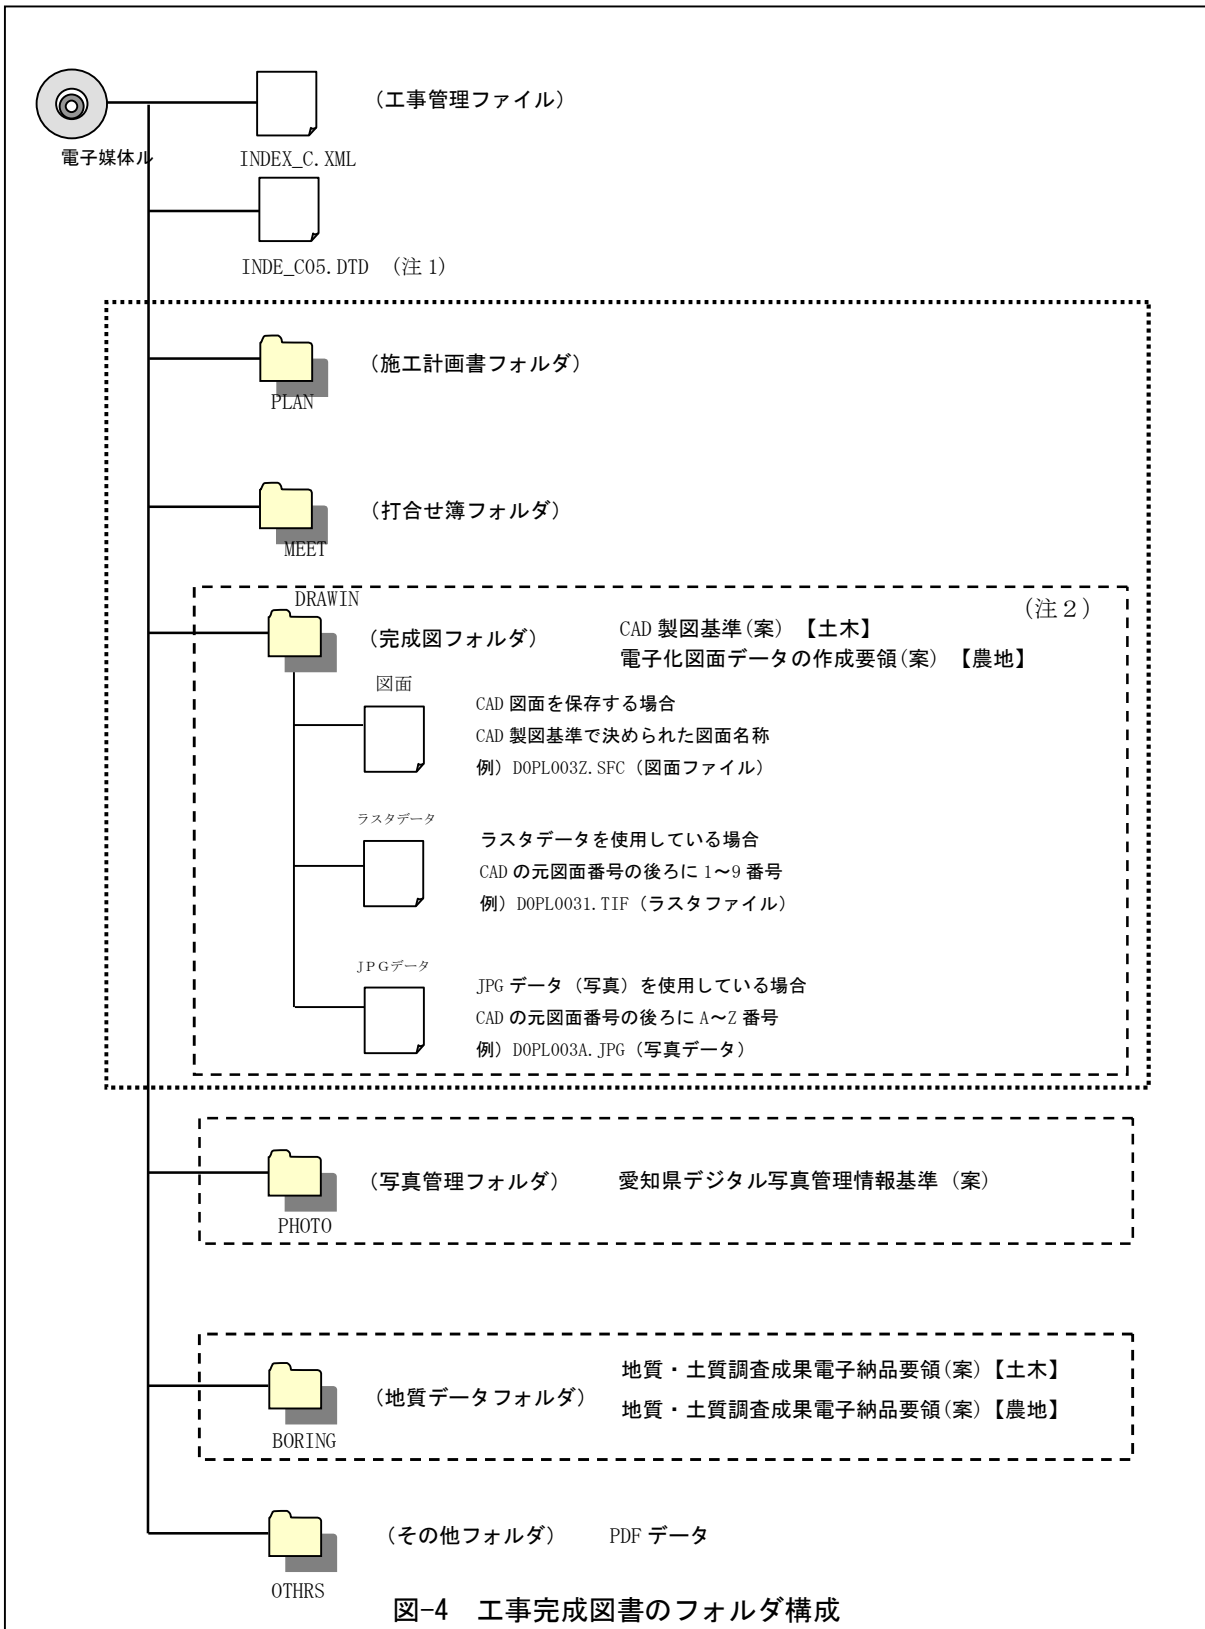 (工事管理ファイル)
電子媒体ル
INDEX_C.XML
INDE_C05.DTD (注 1)
(施工計画書フォルダ)
PLAN
(打合せ簿フォルダ)
MEET
DRAWIN
(注２)
(完成図フォルダ)
CAD 製図基準(案) 【土木】
電子化図面データの作成要領(案) 【農地】
図面
CAD 図面を保存する場合
CAD 製図基準で決められた図面名称
例) D0PL003Z.SFC (図面ファイル)
ラスタデータ
ラスタデータを使用している場合
CAD の元図面番号の後ろに 1～9 番号
例) D0PL0031.TIF (ラスタファイル)
ＪＰＧデータ
JPG データ (写真) を使用している場合
CAD の元図面番号の後ろに A～Z 番号
例) D0PL003A.JPG (写真データ)
(写真管理フォルダ) 愛知県デジタル写真管理情報基準 (案)
PHOTO
地質・土質調査成果電子納品要領(案)【土木】
(地質データフォルダ)
地質・土質調査成果電子納品要領(案)【農地】
BORING
(その他フォルダ) PDF データ
OTHRS
図-4 工事完成図書のフォルダ構成